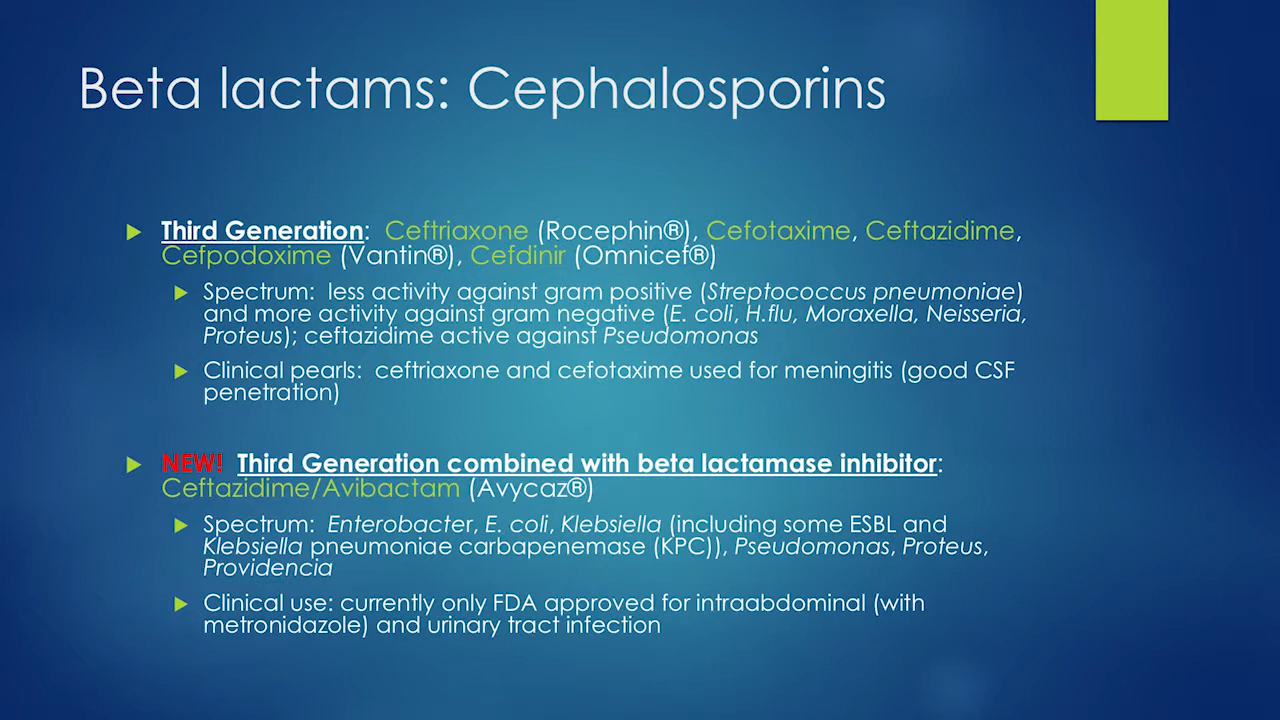 Beta lactams: Cephalosporins
Third Generation: Ceftriaxone (Rocephin®), Cefotaxime, Ceftazidime,
Cefpodoxime (Vantin®), Cefdinir (Omnicef®)
Spectrum: less activity against gram positive (Streptococcus pneumoniae)
and more activity against gram negative (E. coli, H.flu, Moraxella, Neisseria,
Proteus); ceftazidime active against Pseudomonas
Clinical pearls: ceftriaxone and cefotaxime used for meningitis (good CSF
penetration)
NEW! Third Generation combined with beta lactamase inhibitor:
Ceftazidime/Avibactam (Avycaz®)
Spectrum: Enterobacter, E. coli, Klebsiella (including some ESBL and
Klebsiella pneumoniae carbapenemase (KPC)), Pseudomonas, Proteus,
Providencia
Clinical use: currently only FDA approved for intraabdominal (with
metronidazole) and urinary tract infection